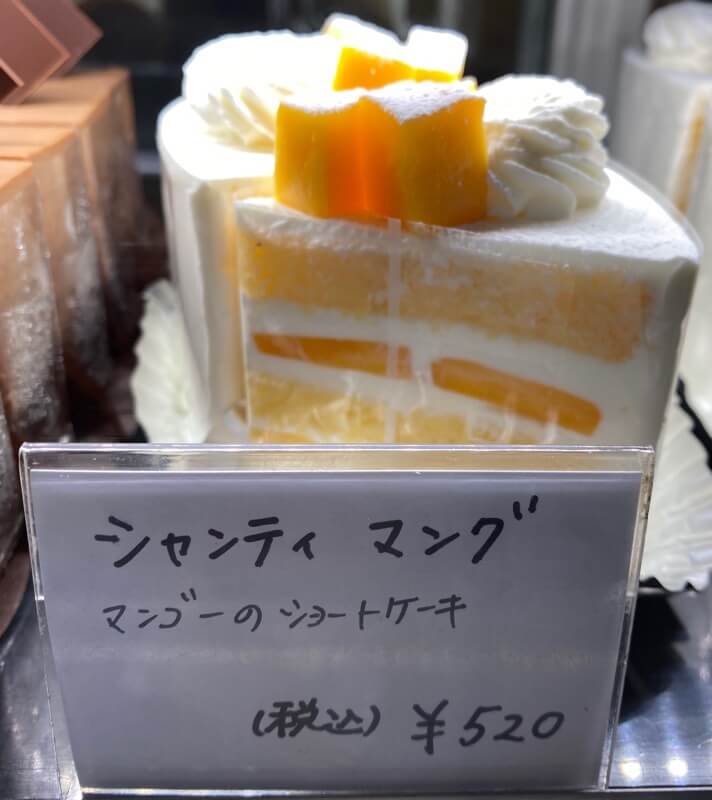 シャンティ マング
マンゴーの ショートケーキ
(税込) ¥520